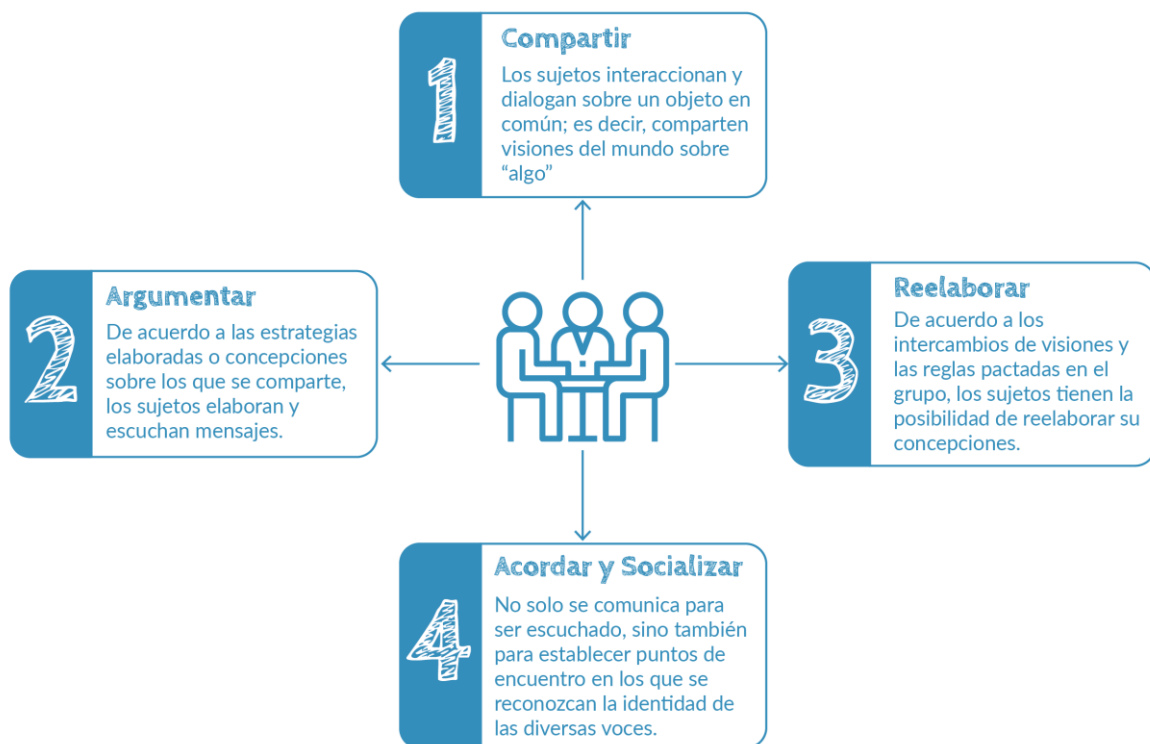 1
Compartir
Los sujetos interaccionan y
dialogan sobre un objeto en
común; es decir, comparten
visiones del mundo sobre
“algo”
2
Argumentar
De acuerdo a las estrategias
elaboradas o concepciones
sobre los que se comparte,
los sujetos elaboran y
escuchan mensajes.
3
Reelaborar
De acuerdo a los
intercambios de visiones y
las reglas pactadas en el
grupo, los sujetos tienen la
posibilidad de reelaborar su
concepciones.
4
Acordar y Socializar
No solo se comunica para
ser escuchado, sino también
para establecer puntos de
encuentro en los que se
reconozcan la identidad de
las diversas voces.